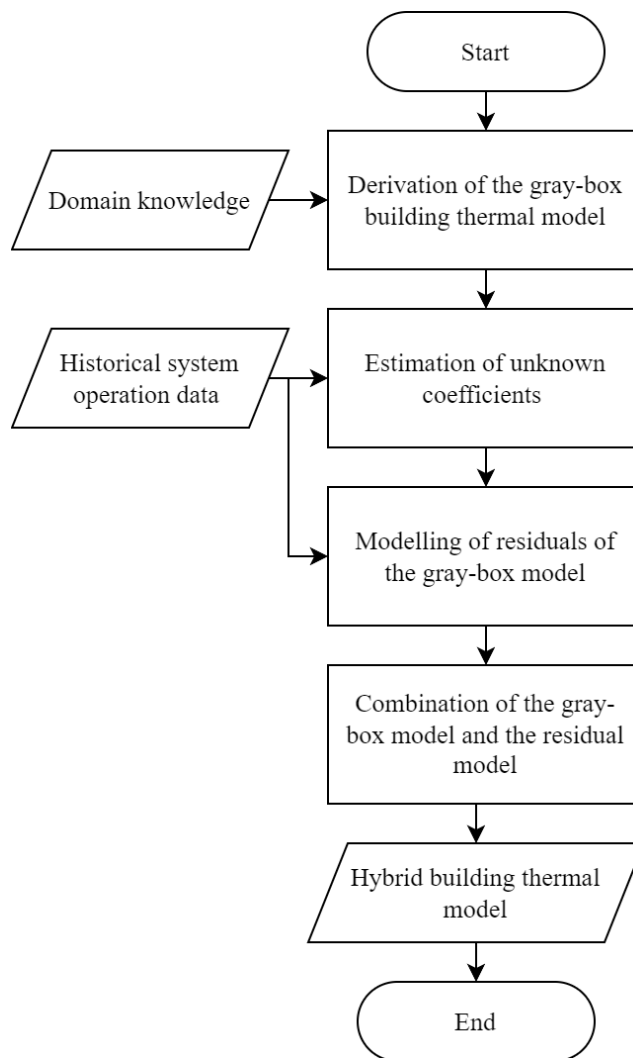 Start
Domain knowledge
Derivation of the gray-box
building thermal model
Historical system
operation data
Estimation of unknown
coefficients
Modelling of residuals of
the gray-box model
Combination of the gray-
box model and the residual
model
Hybrid building thermal
model
End